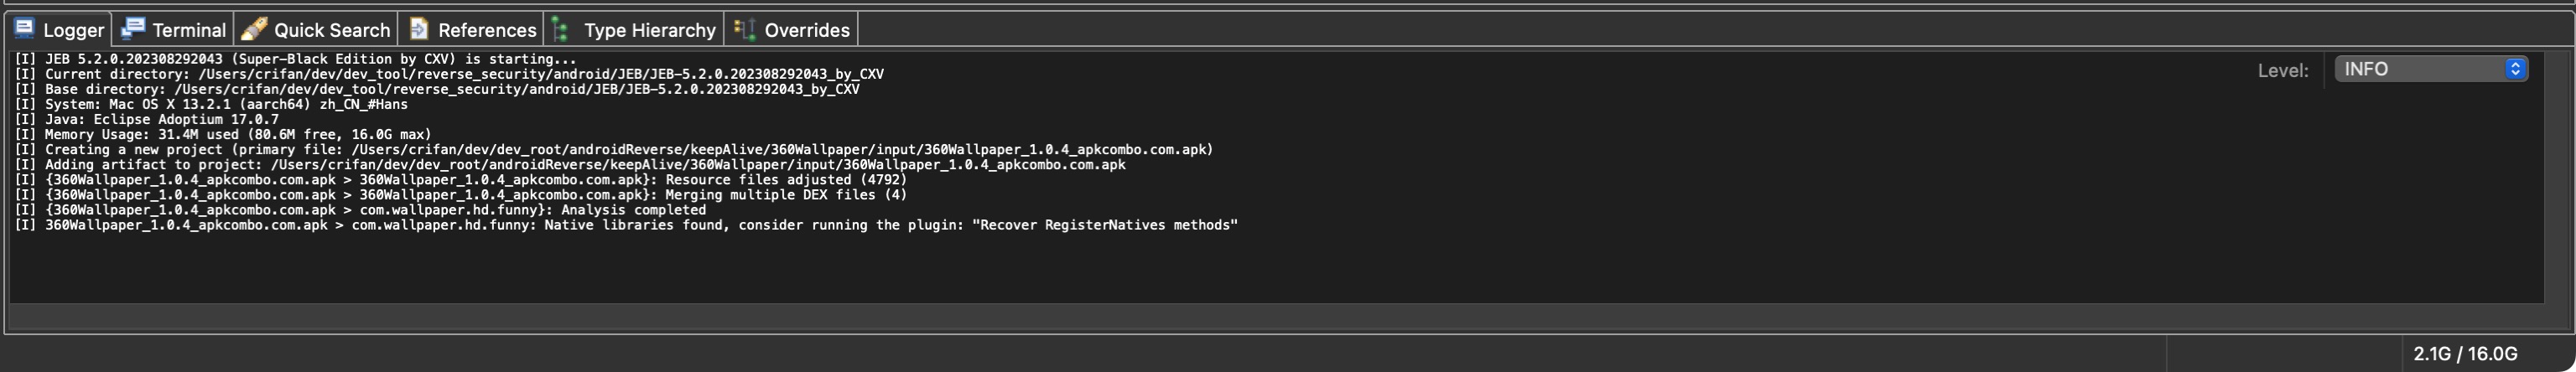 Logger Terminal Quick Search References Type Hierarchy Overrides
[I] JEB 5.2.0.202308292043 (Super-Black Edition by CXV) is starting...
[I] Current directory: /Users/crifan/dev/dev_tool/reverse_security/android/JEB/JEB-5.2.0.202308292043_by_CXV
Level: INFO
[I] Base directory: /Users/crifan/dev/dev_tool/reverse_security/android/JEB/JEB-5.2.0.202308292043_by_CXV
[I] System: Mac OS X 13.2.1 (aarch64) zh_CN_#Hans
[I] Java: Eclipse Adoptium 17.0.7
[I] Memory Usage: 31.4M used (80.6M free, 16.0G max)
[I] Creating a new project (primary file: /Users/crifan/dev/dev_root/androidReverse/keepAlive/360Wallpaper/input/360Wallpaper_1.0.4_apkcombo.com.apk)
[I] Adding artifact to project: /Users/crifan/dev/dev_root/androidReverse/keepAlive/360Wallpaper/input/360Wallpaper_1.0.4_apkcombo.com.apk
[I] {360Wallpaper_1.0.4_apkcombo.com.apk > 360Wallpaper_1.0.4_apkcombo.com.apk}: Resource files adjusted (4792)
[I] {360Wallpaper_1.0.4_apkcombo.com.apk > 360Wallpaper_1.0.4_apkcombo.com.apk}: Merging multiple DEX files (4)
[I] {360Wallpaper_1.0.4_apkcombo.com.apk > com.wallpaper.hd.funny}: Analysis completed
[I] 360Wallpaper_1.0.4_apkcombo.com.apk > com.wallpaper.hd.funny: Native libraries found, consider running the plugin: "Recover RegisterNatives methods"
2.1G / 16.0G